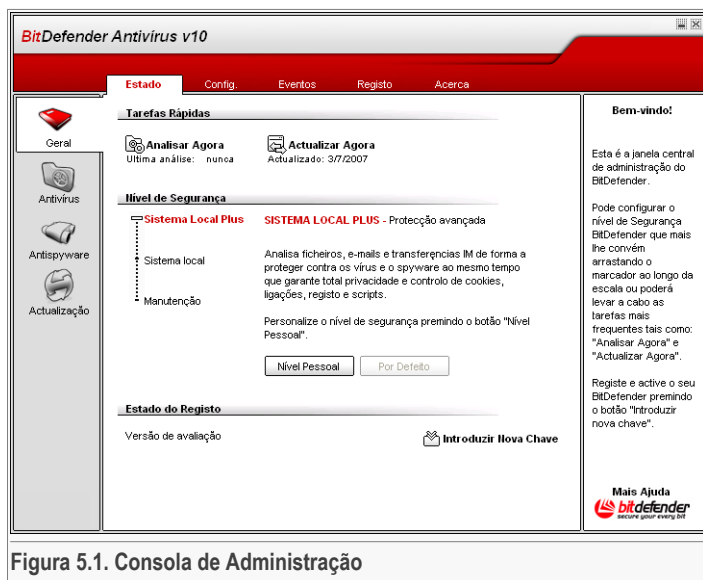 BitDefender Antivírus v10
Estado Config. Eventos Registo Acerca
Geral
Antivírus
Antispyware
Actualização
Tarefas Rápidas
Analisar Agora
Ultima análise: nunca
Actualizar Agora
Actualizado: 3/7/2007
Nível de Segurança
Sistema Local Plus
Sistema local
Manutenção
SISTEMA LOCAL PLUS - Protecção avançada
Analisa ficheiros, e-mails e transferęncias IM de forma a
proteger contra os vírus e o spyware ao mesmo tempo
que garante total privacidade e controlo de cookies,
ligações, registo e scripts.
Personalize o nível de segurança premindo o botão "Nível
Pessoal".
Nível Pessoal
Por Defeito
Estado do Registo
Versão de avaliação
Introduzir Nova Chave
Bem-vindo!
Esta é a janela central
de administração do
BitDefender.
Pode configurar o
nível de Segurança
BitDefender que mais
lhe convém
arrastando o
marcador ao longo da
escala ou poderá
levar a cabo as
tarefas mais
frequentes tais como:
"Analisar Agora" e
"Actualizar Agora".
Registe e active o seu
BitDefender premindo
o botão "Introduzir
nova chave".
Mais Ajuda
bitdefender
secure your every bit
Figura 5.1. Consola de Administração